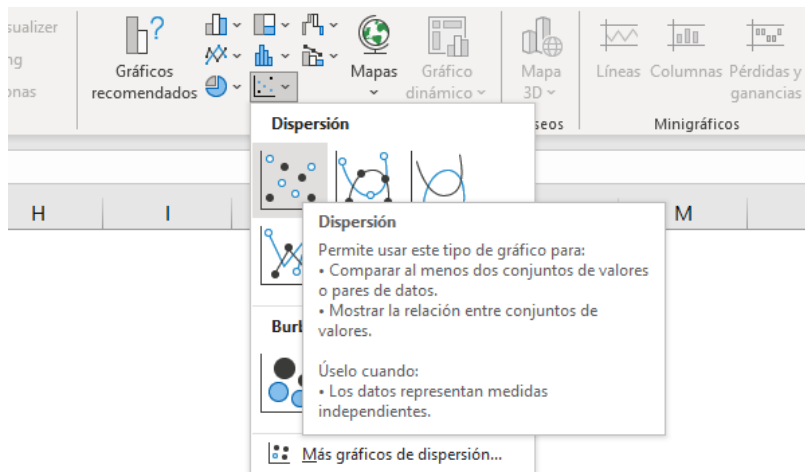 sualizer
ng
onas
Gráficos
recomendados
Mapas
Gráfico
dinámico
Mapa
3D
Líneas
Columnas
Pérdidas y
ganancias
Minigráficos
seos
Dispersión
H
I
M
Dispersión
Permite usar este tipo de gráfico para:
• Comparar al menos dos conjuntos de valores
o pares de datos.
• Mostrar la relación entre conjuntos de
valores.
Úselo cuando:
• Los datos representan medidas
independientes.
Burb
Más gráficos de dispersión...